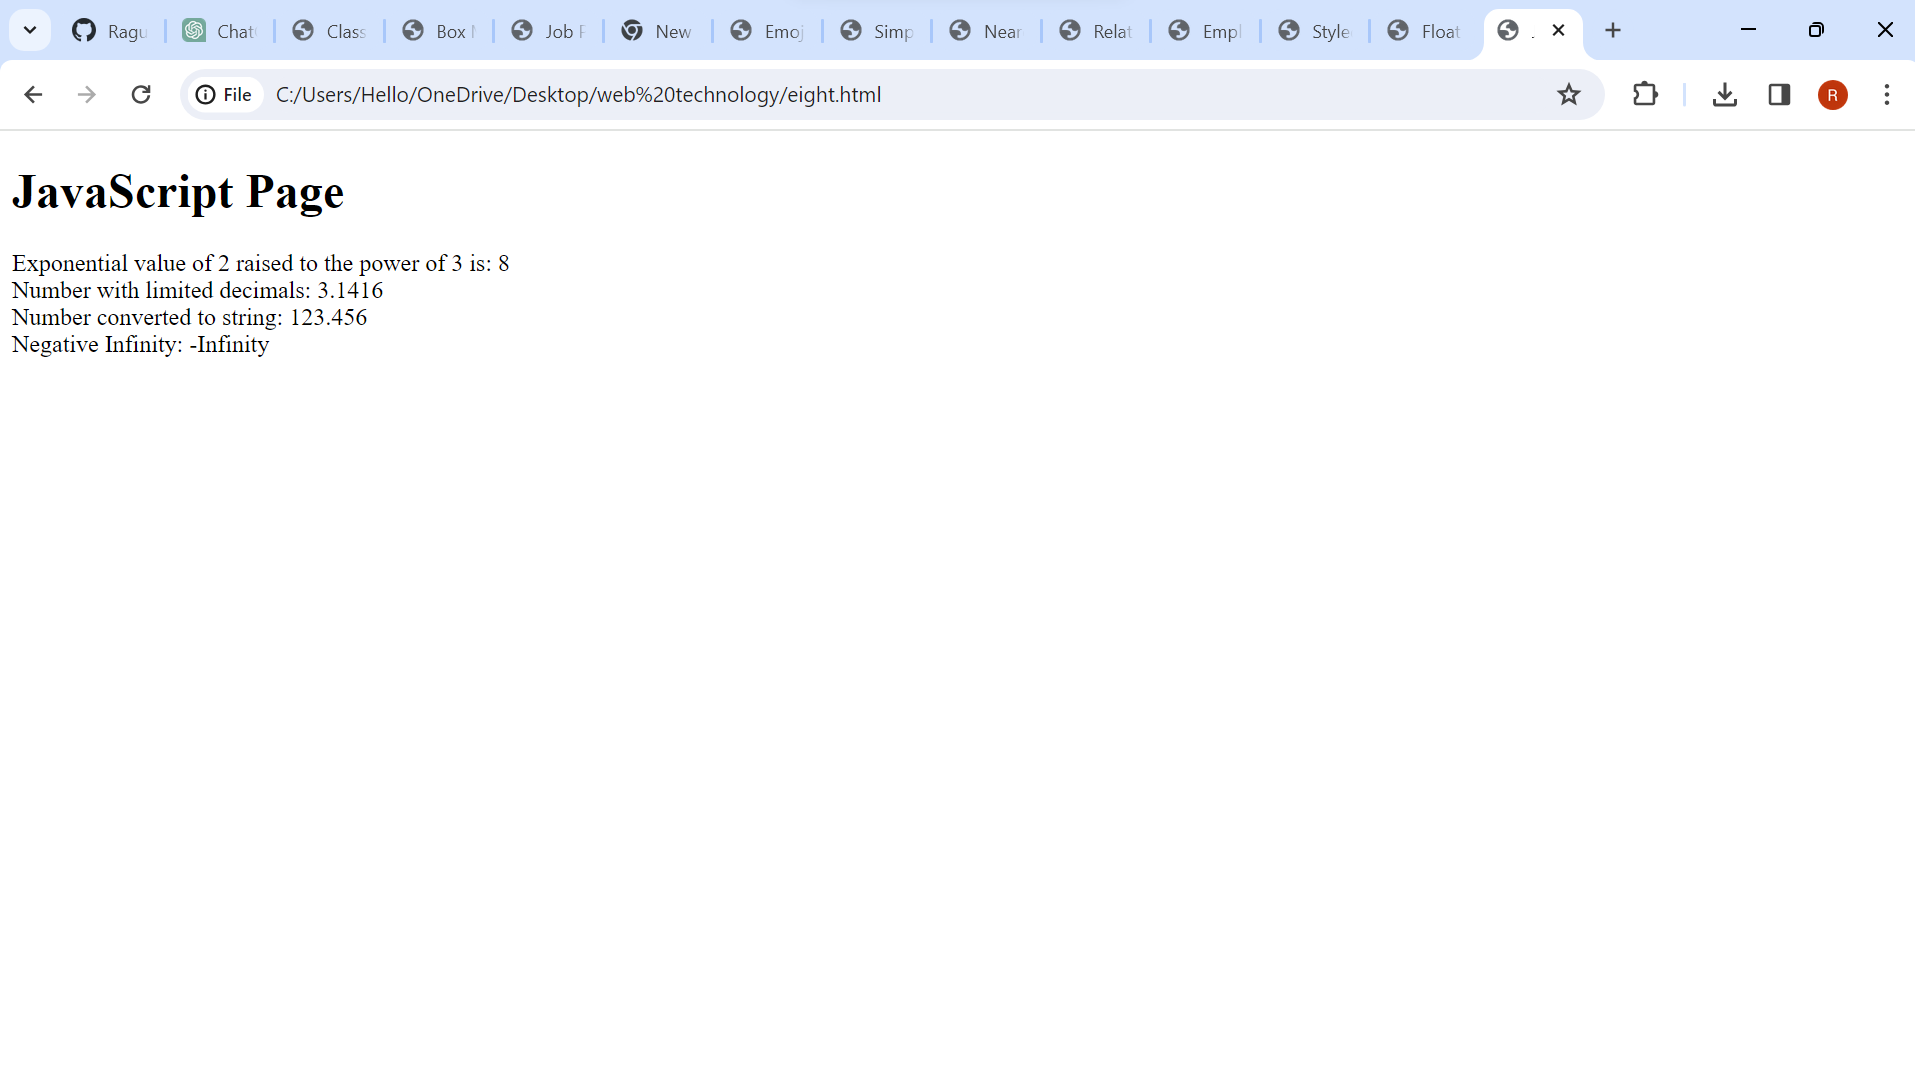 Ragu
Chat
Class
Box
Job
New
Emoj
Simp
Near
Relat
Empl
Style
Float
File
C:/Users/Hello/OneDrive/Desktop/web%20technology/eight.html
R
JavaScript Page
Exponential value of 2 raised to the power of 3 is: 8
Number with limited decimals: 3.1416
Number converted to string: 123.456
Negative Infinity: -Infinity